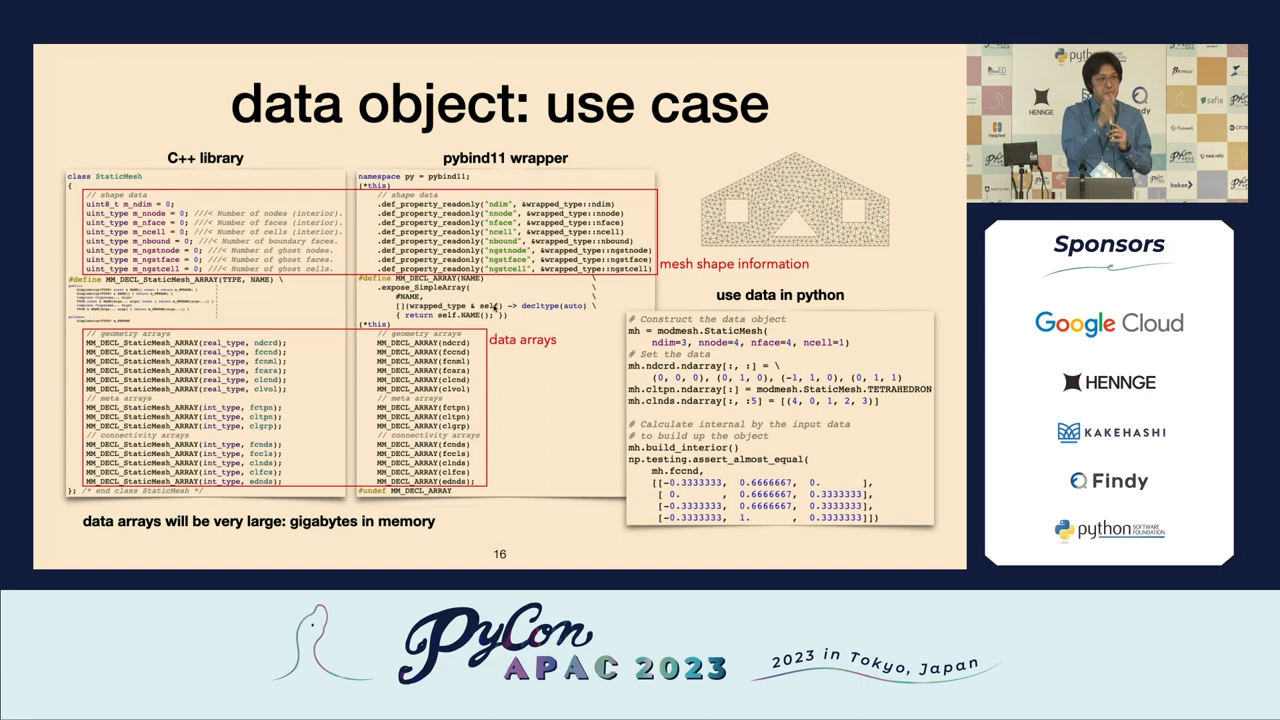 data object: use case
C++ library
class StaticMesh
{
// shape data
uint8_t m_ndim = 0;
uint_type m_nnode = 0; ///< Number of nodes (interior).
uint_type m_nface = 0; ///< Number of faces (interior).
uint_type m_ncell = 0; ///< Number of cells (interior).
uint_type m_nbound = 0; ///< Number of boundary faces.
uint_type m_ngstnode = 0; ///< Number of ghost nodes.
uint_type m_ngstface = 0; ///< Number of ghost faces.
uint_type m_ngstcell = 0; ///< Number of ghost cells.
#define MM_DECL_StaticMesh_ARRAY(TYPE, NAME) \
// geometry arrays
MM_DECL_StaticMesh_ARRAY(real_type, ndcrd);
MM_DECL_StaticMesh_ARRAY(real_type, fccnd);
MM_DECL_StaticMesh_ARRAY(real_type, fcnml);
MM_DECL_StaticMesh_ARRAY(real_type, fcara);
MM_DECL_StaticMesh_ARRAY(real_type, clcnd);
MM_DECL_StaticMesh_ARRAY(real_type, clvol);
// meta arrays
MM_DECL_StaticMesh_ARRAY(int_type, fctpn);
MM_DECL_StaticMesh_ARRAY(int_type, cltpn);
MM_DECL_StaticMesh_ARRAY(int_type, clgrp);
// connectivity arrays
MM_DECL_StaticMesh_ARRAY(int_type, fcnds);
MM_DECL_StaticMesh_ARRAY(int_type, fccls);
MM_DECL_StaticMesh_ARRAY(int_type, clnds);
MM_DECL_StaticMesh_ARRAY(int_type, clfcs);
MM_DECL_StaticMesh_ARRAY(int_type, ednds);
}; /* end class StaticMesh */
pybind11 wrapper
namespace py = pybind11;
(*this)
// shape data
.def_property_readonly("ndim", &wrapped_type::ndim)
.def_property_readonly("nnode", &wrapped_type::nnode)
.def_property_readonly("nface", &wrapped_type::nface)
.def_property_readonly("ncell", &wrapped_type::ncell)
.def_property_readonly("nbound", &wrapped_type::nbound)
.def_property_readonly("ngstnode", &wrapped_type::ngstnode)
.def_property_readonly("ngstface", &wrapped_type::ngstface)
.def_property_readonly("ngstcell", &wrapped_type::ngstcell)
#define MM_DECL_ARRAY(NAME) \
.expose_SimpleArray( \
#NAME, \
[](wrapped_type & self) -> decltype(auto) \
{ return self.NAME(); })
(*this)
// geometry arrays
MM_DECL_ARRAY(ndcrd)
MM_DECL_ARRAY(fccnd)
MM_DECL_ARRAY(fcnml)
MM_DECL_ARRAY(fcara)
MM_DECL_ARRAY(clcnd)
MM_DECL_ARRAY(clvol)
// meta arrays
MM_DECL_ARRAY(fctpn)
MM_DECL_ARRAY(cltpn)
MM_DECL_ARRAY(clgrp)
// connectivity arrays
MM_DECL_ARRAY(fcnds)
MM_DECL_ARRAY(fccls)
MM_DECL_ARRAY(clnds)
MM_DECL_ARRAY(clfcs)
MM_DECL_ARRAY(ednds);
#undef MM_DECL_ARRAY
mesh shape information
data arrays
use data in python
# Construct the data object
mh = modmesh.StaticMesh(
ndim=3, nnode=4, nface=4, ncell=1)
# Set the data
mh.ndcrd.ndarray[:, :] = \
(0, 0, 0), (0, 1, 0), (-1, 1, 0), (0, 1, 1)
mh.cltpn.ndarray[:] = modmesh.StaticMesh.TETRAHEDRON
mh.clnds.ndarray[:, :5] = [(4, 0, 1, 2, 3)]
# Calculate internal by the input data
# to build up the object
mh.build_interior()
np.testing.assert_almost_equal(
mh.fccnd,
[[-0.3333333, 0.6666667, 0. ],
[ 0. , 0.6666667, 0.3333333],
[-0.3333333, 0.6666667, 0.3333333],
[-0.3333333, 1. , 0.3333333]])
data arrays will be very large: gigabytes in memory
16
python
HENNGE
Findy
safie
hokan
new relic
Sponsors
Google Cloud
HENNGE
KAKEHASHI
Findy
python SOFTWARE FOUNDATION
PyCon
APAC 2023
2023 in Tokyo, Japan